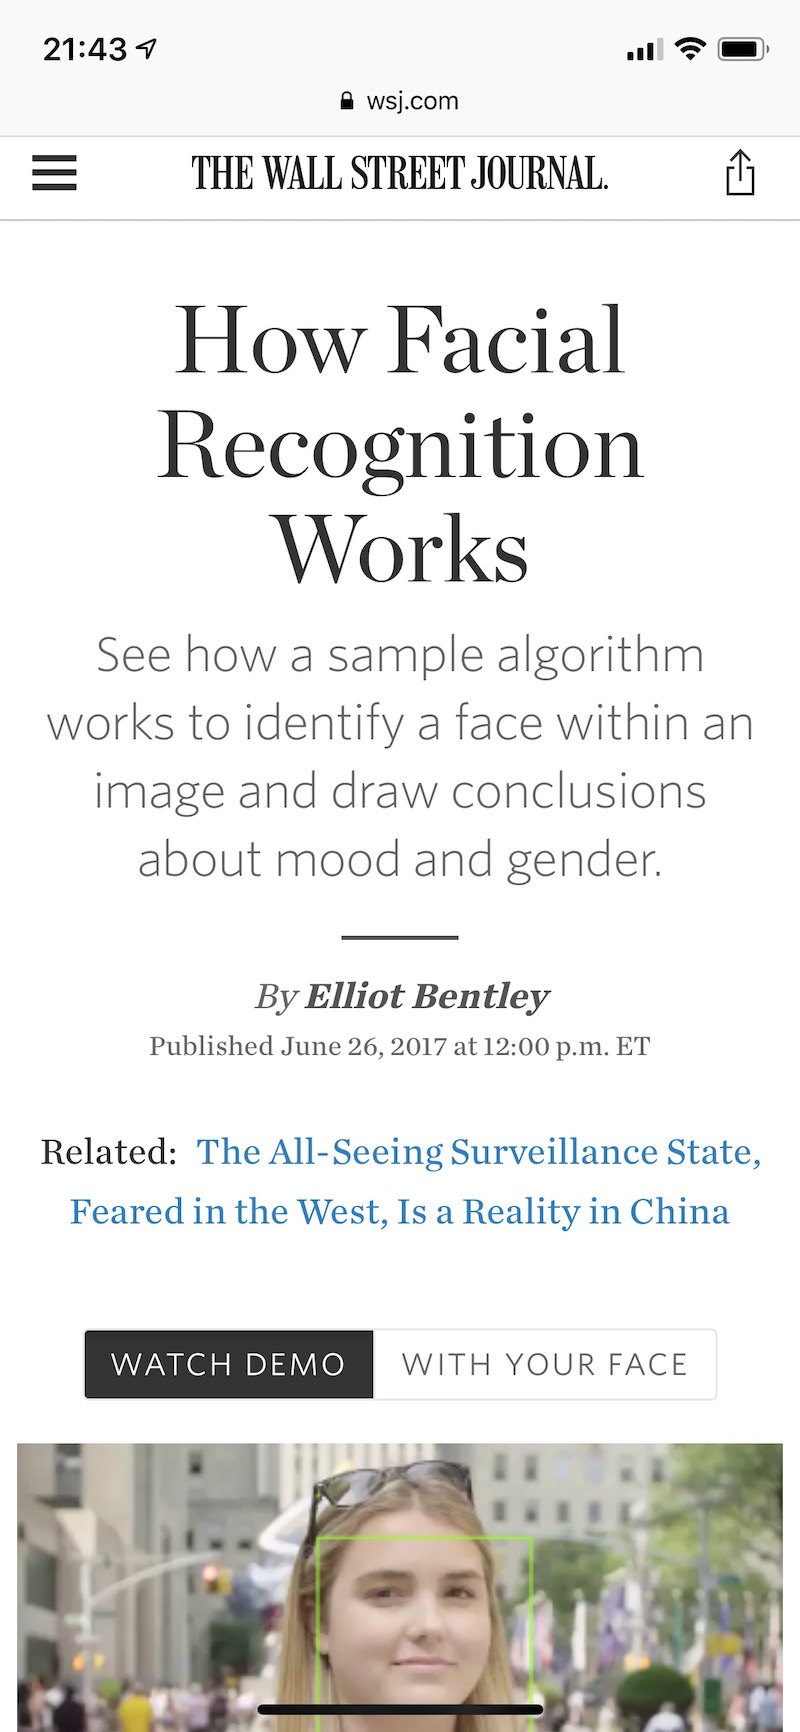 21:43
wsj.com
THE WALL STREET JOURNAL.
How Facial
Recognition
Works
See how a sample algorithm
works to identify a face within an
image and draw conclusions
about mood and gender.
By Elliot Bentley
Published June 26, 2017 at 12:00 p.m. ET
Related: The All-Seeing Surveillance State,
Feared in the West, Is a Reality in China
WATCH DEMO WITH YOUR FACE